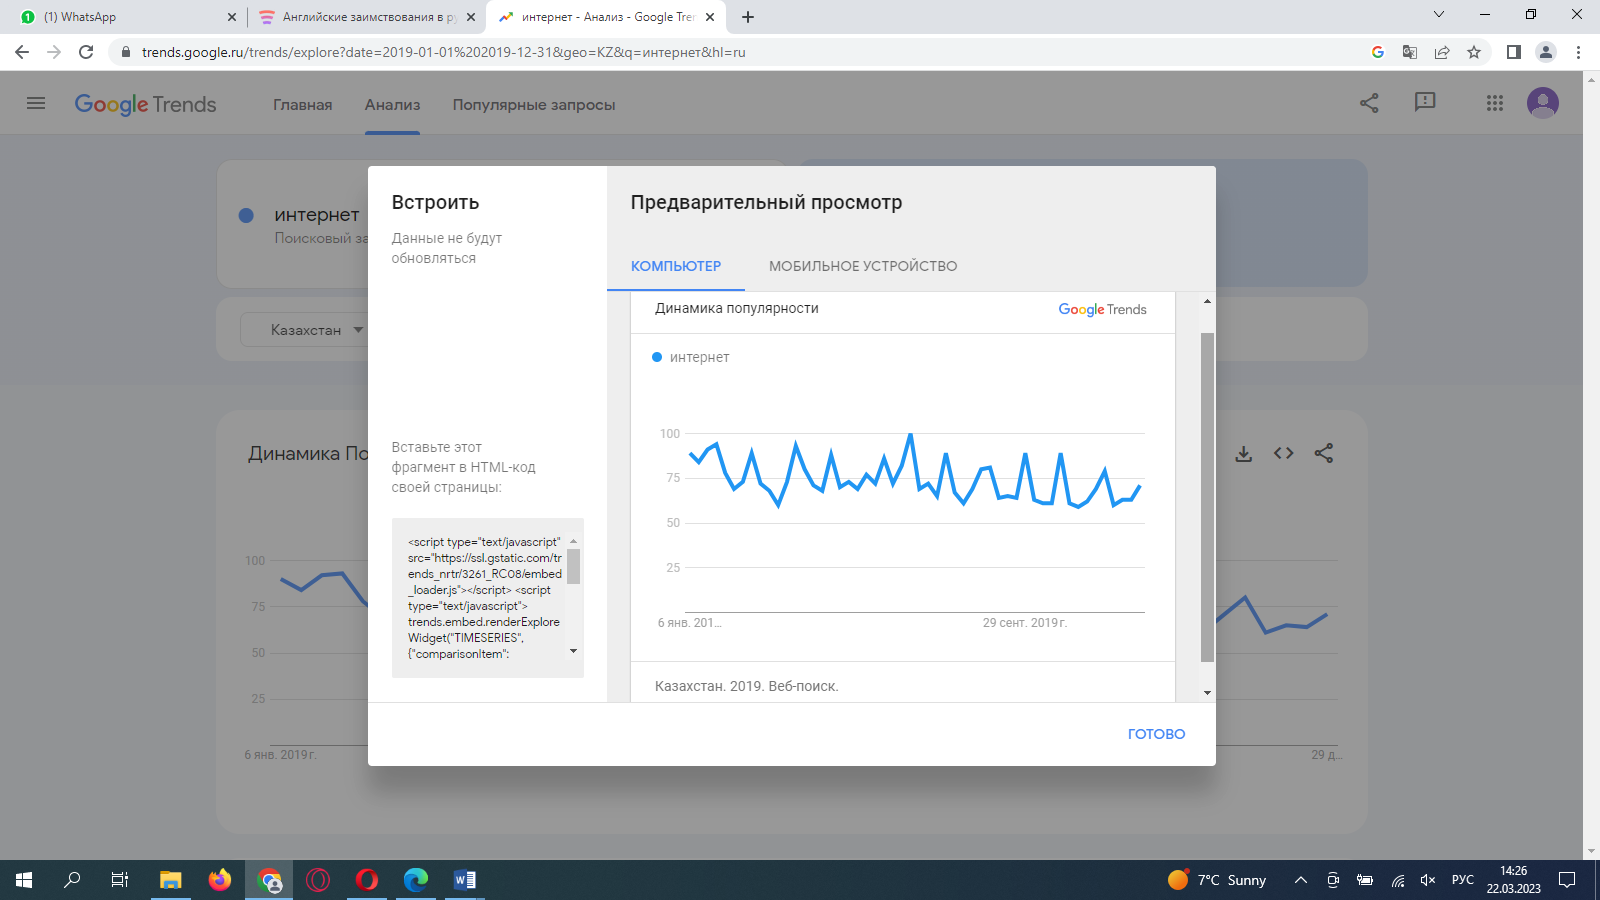 (1) WhatsApp
Английские заимствования в ру
интернет - Анализ - Google Tren
trends.google.ru/trends/explore?date=2019-01-01%202019-12-31&geo=KZ&q=интернет&hl=ru
Google Trends
Главная
Анализ
Популярные запросы
интернет
Поисковый за
Казахстан
Динамика По
100
75
50
25
6 янв. 2019 г.
29 д...
Встроить
Данные не будут
обновляться
Вставьте этот
фрагмент в HTML-код
своей страницы:
<script type="text/javascript"
src="https://ssl.gstatic.com/tr
ends_nrtr/3261_RC08/embed
_loader.js"></script> <script
type="text/javascript">
trends.embed.renderExplore
Widget("TIMESERIES",
{"comparisonItem":
Предварительный просмотр
КОМПЬЮТЕР
МОБИЛЬНОЕ УСТРОЙСТВО
Динамика популярности
Google Trends
интернет
100
75
50
25
6 янв. 201...
29 сент. 2019 г.
Казахстан. 2019. Веб-поиск.
ГОТОВО
7°C Sunny
РУС
14:26
22.03.2023